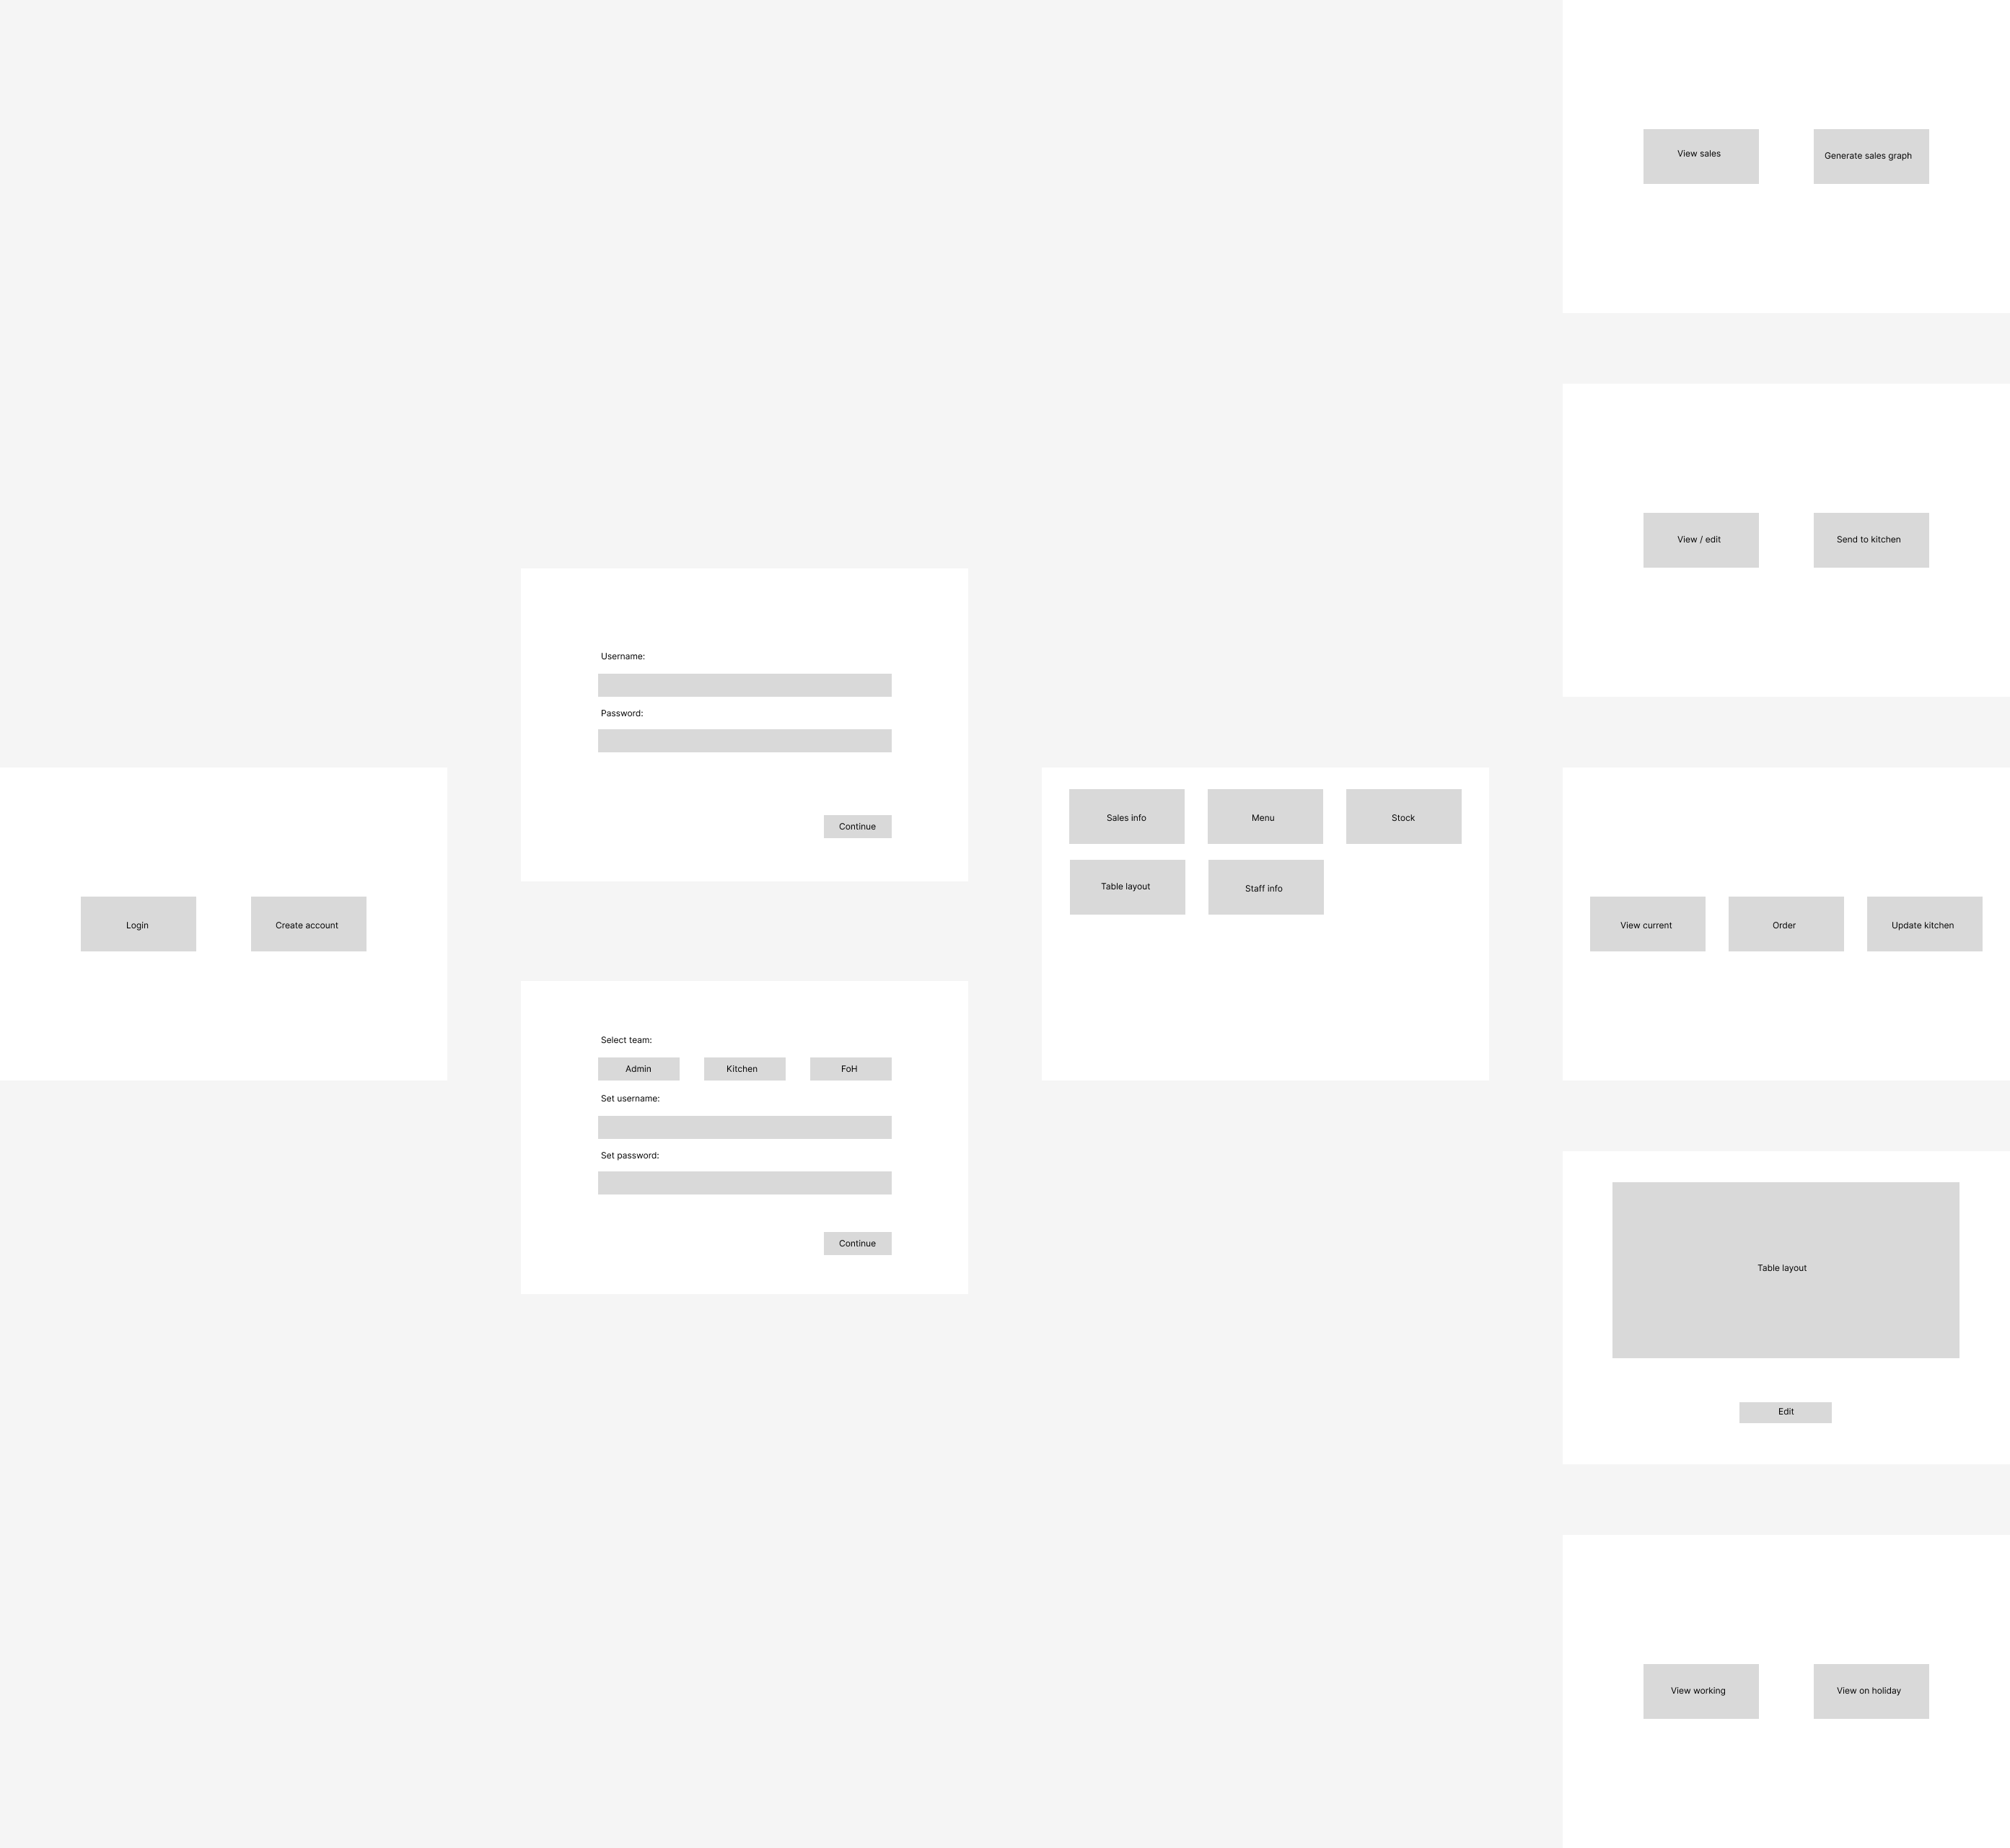 Login
Create account
Username:
Password:
Continue
Select team:
Admin
Kitchen
FoH
Set username:
Set password:
Continue
Sales info
Menu
Stock
Table layout
Staff info
View sales
Generate sales graph
View / edit
Send to kitchen
View current
Order
Update kitchen
Table layout
Edit
View working
View on holiday